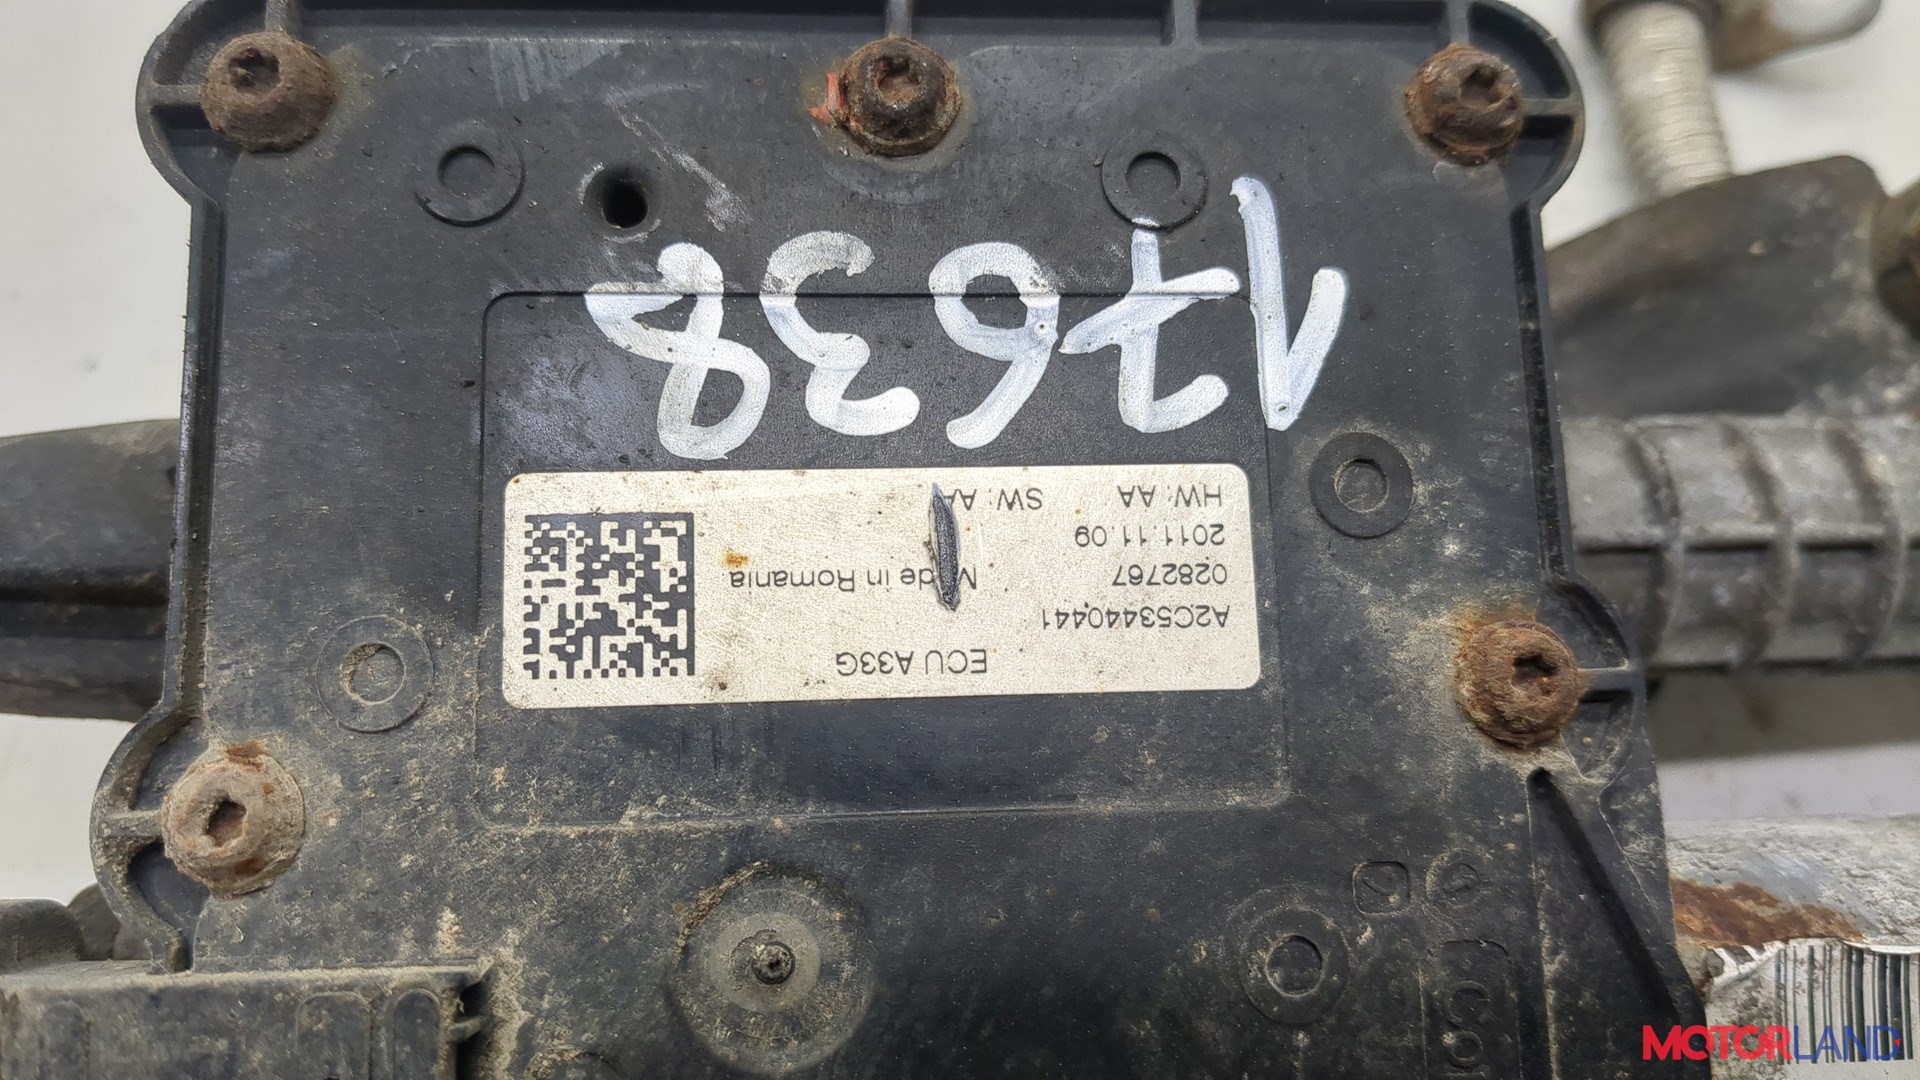 17638
ECU A33G
A2C53440441
0282767 Made in Romania
2011.11.09
HW: AA SW: AA
MOTORLAND